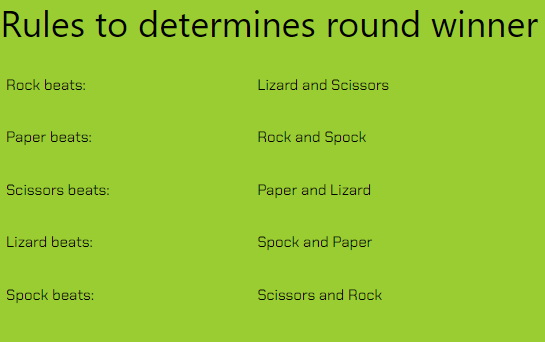 Rules to determines round winner
Rock beats: Lizard and Scissors
Paper beats: Rock and Spock
Scissors beats: Paper and Lizard
Lizard beats: Spock and Paper
Spock beats: Scissors and Rock